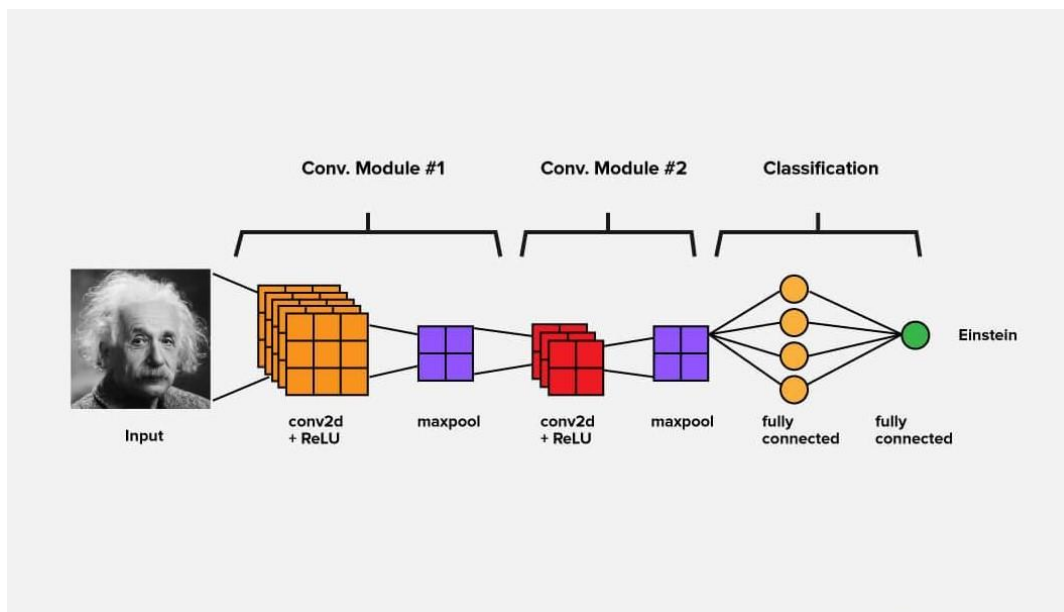 Conv. Module #1
Conv. Module #2
Classification
Einstein
Input
conv2d
+ ReLU
maxpool
conv2d
+ ReLU
maxpool
fully
connected
fully
connected